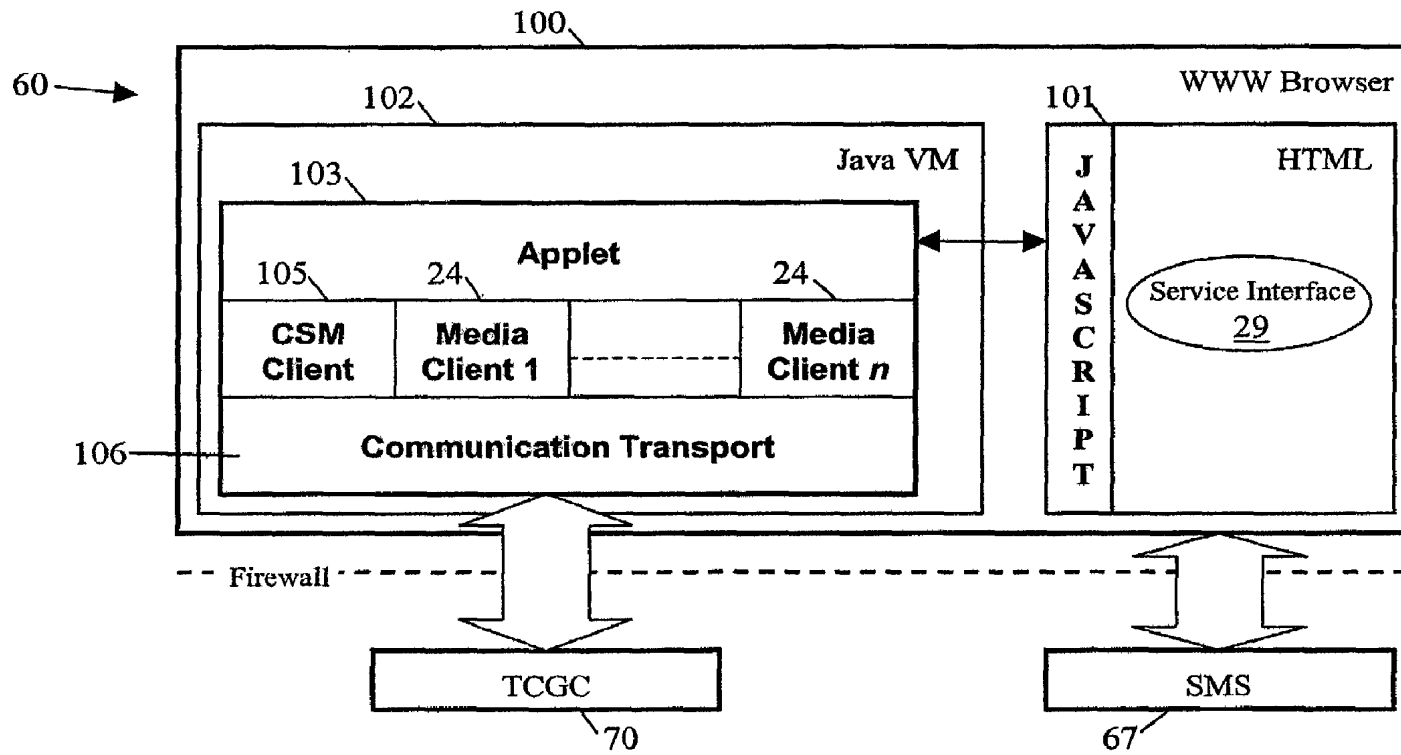 100
60
WWW Browser
102
101
Java VM
HTML
103
JAVASCRIPT
Applet
105
24
24
Service Interface
29
CSM
Client
Media
Client 1
Media
Client n
106
Communication Transport
Firewall
TCGC
SMS
70
67